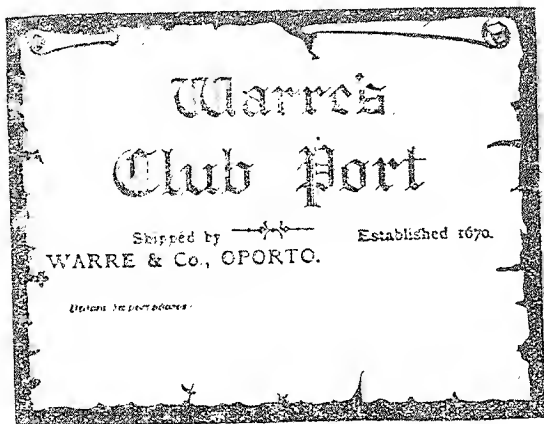 Warre's
Club Port
Shipped by Established 1670.
WARRE & Co., OPORTO.